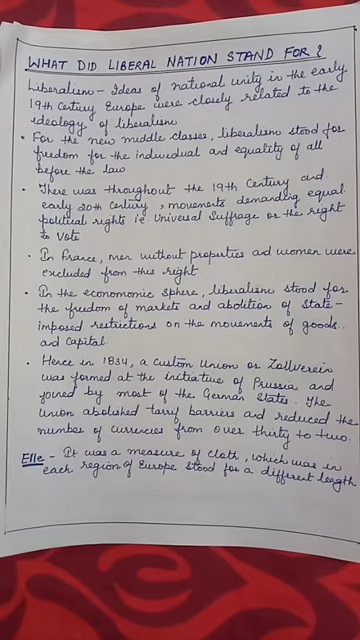 WHAT DID LIBERAL NATION STAND FOR?
Liberalism - Ideas of national unity in the early
19th Century Europe were closely related to the
ideology of liberalism
• For the new middle classes, liberalism stood for
freedom for the individual and equality of all
before the law.
• There was throughout the 19th Century and
early 20th Century, movements demanding equal
political rights ie Universal Suffrage or the right
to Vote
• In France, men without properties and women were
excluded from this right
• In the economonic sphere, liberalism stood for
the freedom of markets and abolition of State-
imposed restrictions on the movements of goods..
and Capital.
• Hence in 1834, a custom Union or Zollverein
was formed at the initiative of Prussia and
joined by most of the German States. The
Union abolished tarrif barriers and reduced the
number of currencies from over thirty to two.
Elle - It was a measure of cloth, which was in
each region of Europe stood for a different length